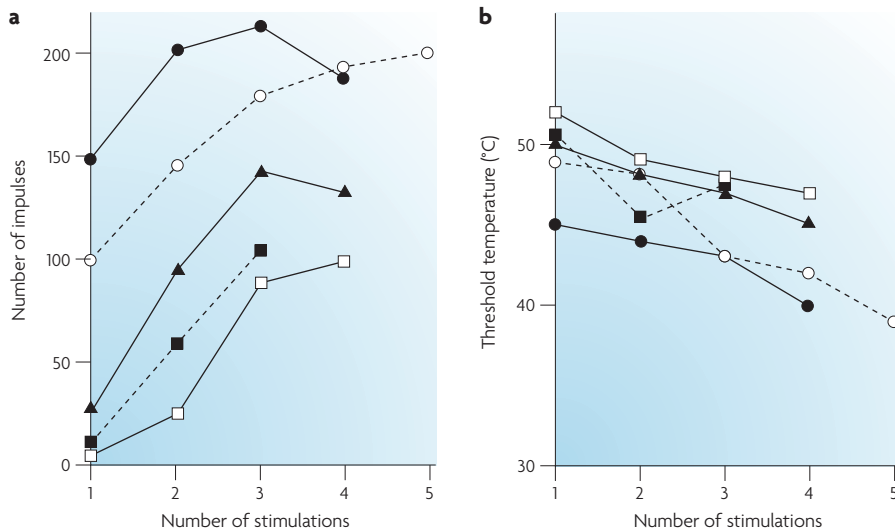 a
Number of impulses
200
150
100
50
0
1 2 3 4 5
Number of stimulations
b
Threshold temperature (°C)
50
40
30
1 2 3 4 5
Number of stimulations